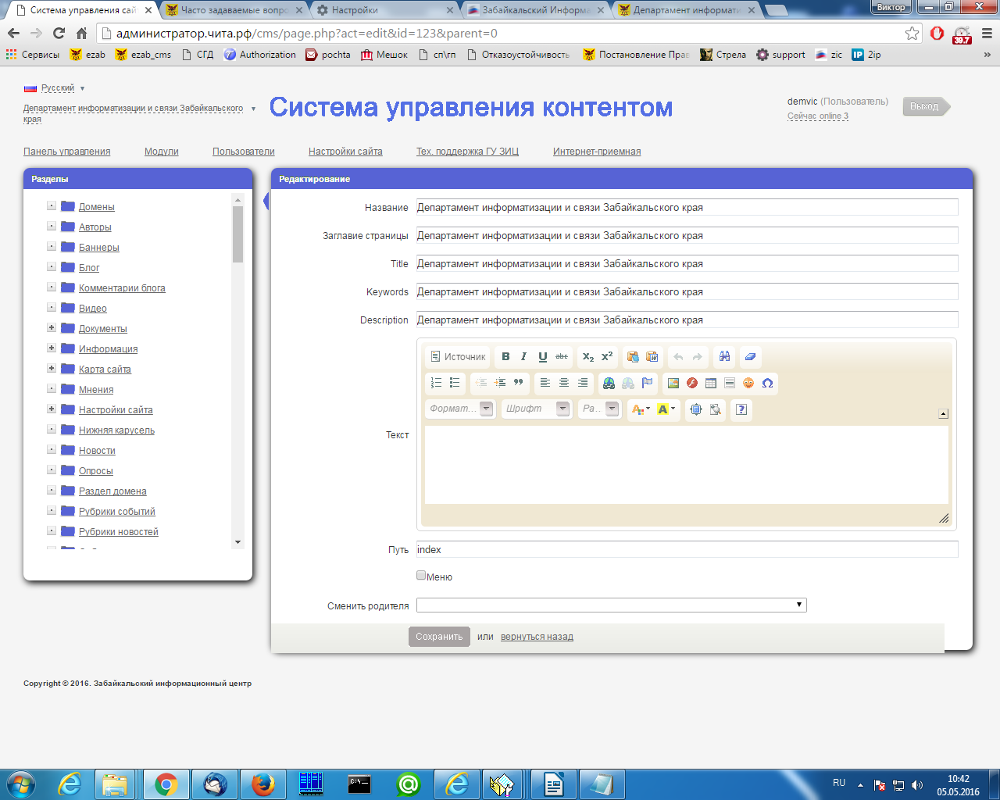 Система управления сай
Часто задаваемые вопро
Настройки
Забайкальский Информа
Департамент информати
Виктор
администратор.чита.рф/cms/page.php?act=edit&id=123&parent=0
39.7
Сервисы ezab ezab_cms СГД Authorization pochta Мешок сп\гп Отказоустойчивость Постановление Прав Стрела support zic IP 2ip »
Русский
Департамент информатизации и связи Забайкальского
края
Система управления контентом
demvic (Пользователь)
Сейчас online 3
Выход
Панель управления Модули Пользователи Настройки сайта Тех. поддержка ГУ ЗИЦ Интернет-приемная
Разделы
Домены
Авторы
Баннеры
Блог
Комментарии блога
Видео
Документы
Информация
Карта сайта
Мнения
Настройки сайта
Нижняя карусель
Новости
Опросы
Раздел домена
Рубрики событий
Рубрики новостей
Редактирование
Название Департамент информатизации и связи Забайкальского края
Заглавие страницы Департамент информатизации и связи Забайкальского края
Title Департамент информатизации и связи Забайкальского края
Keywords Департамент информатизации и связи Забайкальского края
Description Департамент информатизации и связи Забайкальского края
Источник B I U abc X2 X2
Формат... Шрифт Ра... A A ?
Текст
Путь index
Меню
Сменить родителя
Сохранить или вернуться назад
Copyright © 2016. Забайкальский информационный центр
C:\_
RU
10:42
05.05.2016